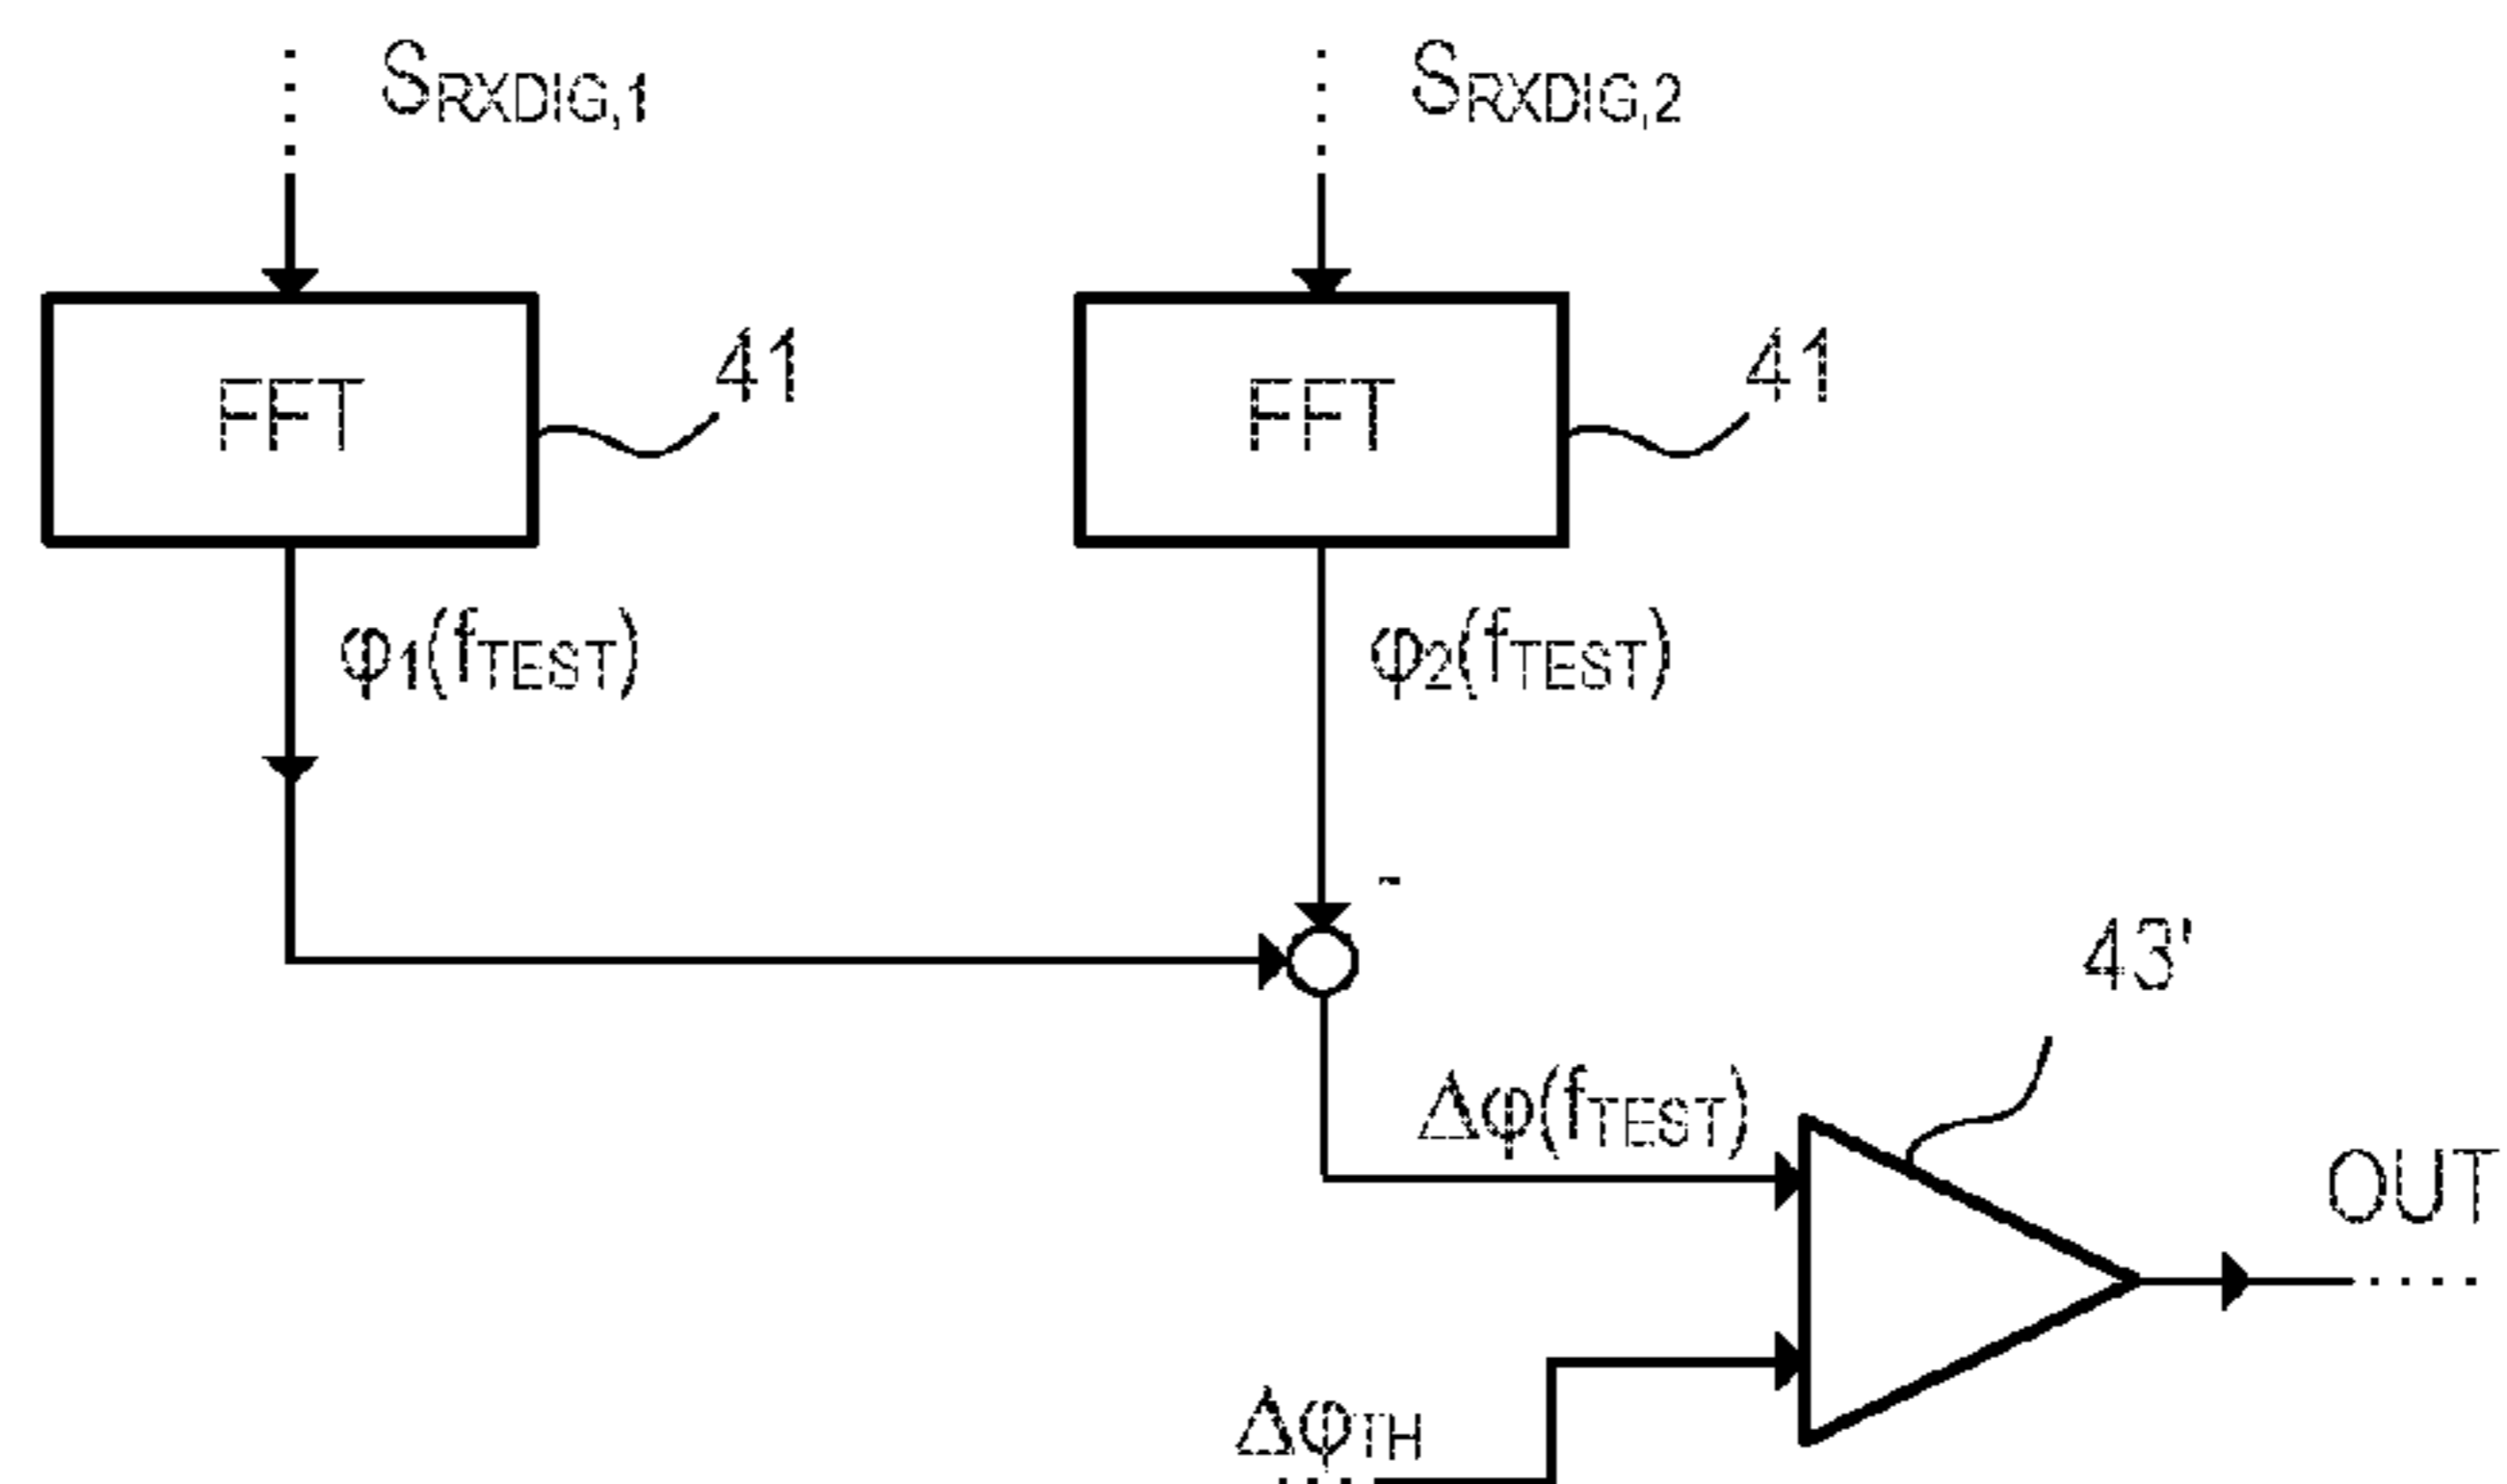 SRXDIG,1
SRXDIG,2
FFT
41
FFT
41
φ1(fTEST)
φ2(fTEST)
-
43'
Δφ(fTEST)
OUT
ΔφTH